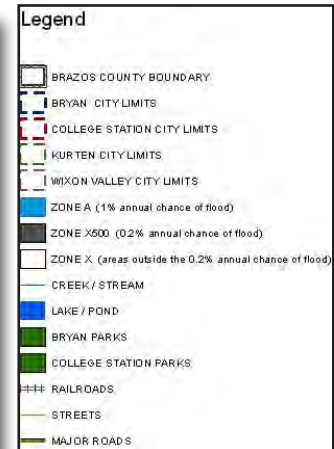 Legend
BRAZOS COUNTY BOUNDARY
BRYAN CITY LIMITS
COLLEGE STATION CITY LIMITS
KURTEN CITY LIMITS
WIXON VALLEY CITY LIMITS
ZONE A (1% annual chance of flood)
ZONE X500 (0.2% annual chance of flood)
ZONE X (areas outside the 0.2% annual chance of flood)
CREEK / STREAM
LAKE / POND
BRYAN PARKS
COLLEGE STATION PARKS
RAILROADS
STREETS
MAJOR ROADS